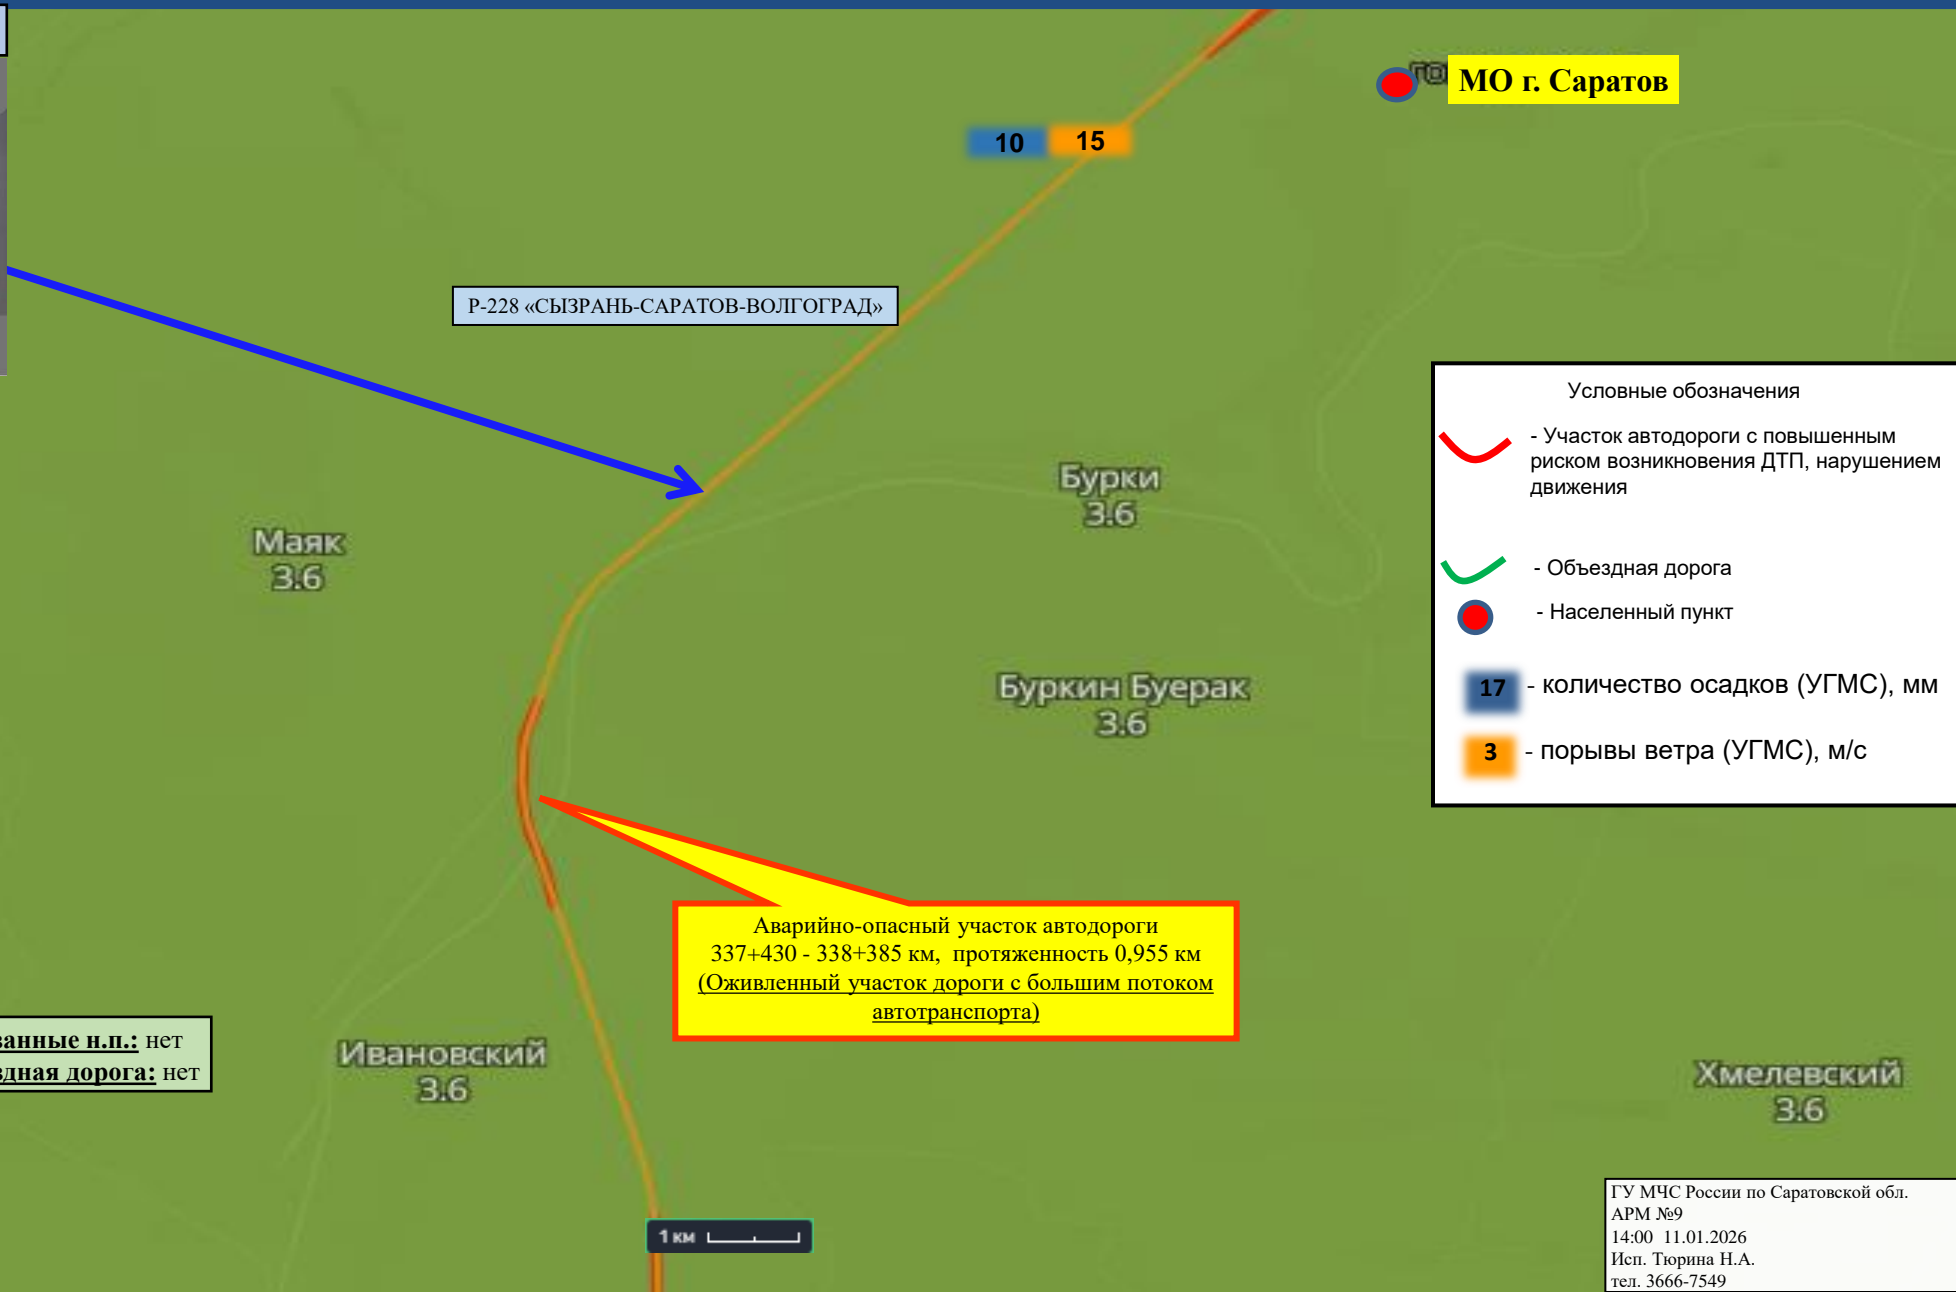 МО г. Саратов
10
15
Р-228 «СЫЗРАНЬ-САРАТОВ-ВОЛГОГРАД»
Условные обозначения
- Участок автодороги с повышенным
риском возникновения ДТП, нарушением
движения
- Объездная дорога
- Населенный пункт
17 - количество осадков (УГМС), мм
3 - порывы ветра (УГМС), м/с
Бурки
3.6
Маяк
3.6
Буркин Буерак
3.6
Аварийно-опасный участок автодороги
337+430 - 338+385 км, протяженность 0,955 км
(Оживленный участок дороги с большим потоком
автотранспорта)
н.п.: нет
дорога: нет
Ивановский
3.6
Хмелевский
3.6
1 км
ГУ МЧС России по Саратовской обл.
АРМ №9
14:00 11.01.2026
Исп. Тюрина Н.А.
тел. 3666-7549